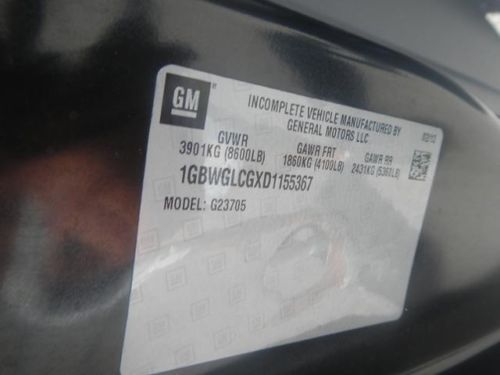 GM
INCOMPLETE VEHICLE MANUFACTURED BY
GENERAL MOTORS LLC
GVWR GAWR FRT GAWR RR
3901KG (8600LB) 1860KG (4100LB) 2431KG (5360LB)
1GBWGLCGXD1155367
MODEL: G23705